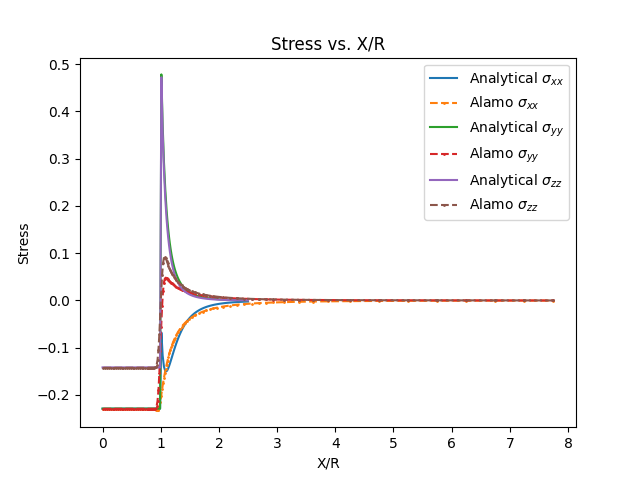 Stress vs. X/R
0.5
0.4
0.3
0.2
0.1
0.0
−0.1
−0.2
Stress
0 1 2 3 4 5 6 7 8
X/R
Analytical σxx
Alamo σxx
Analytical σyy
Alamo σyy
Analytical σzz
Alamo σzz